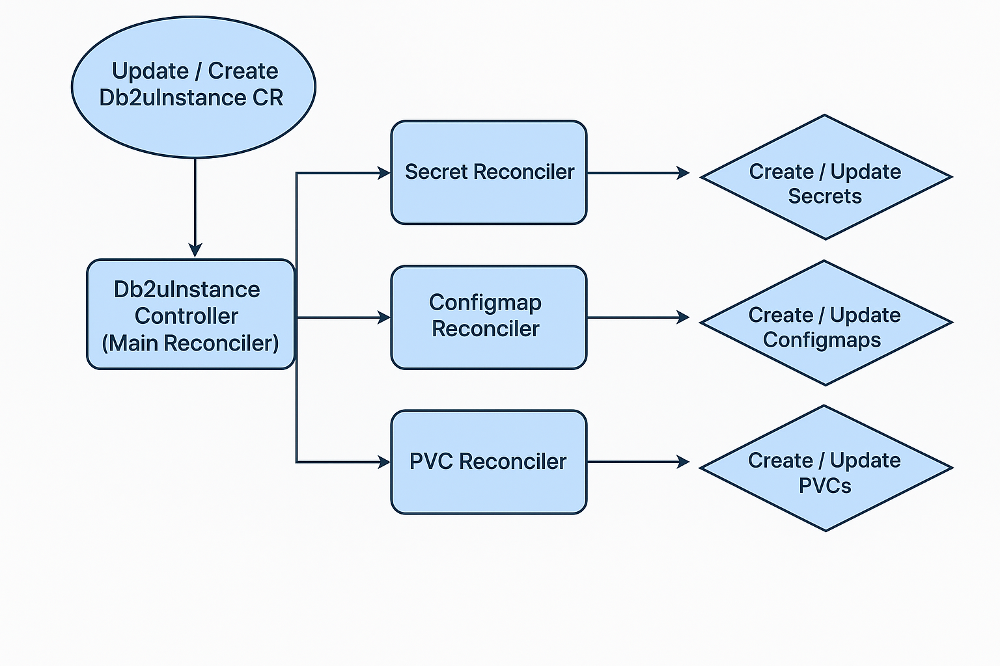 Update / Create
Db2uInstance CR
Db2uInstance
Controller
(Main Reconciler)
Secret Reconciler
Create / Update
Secrets
Configmap
Reconciler
Create / Update
Configmaps
PVC Reconciler
Create / Update
PVCs